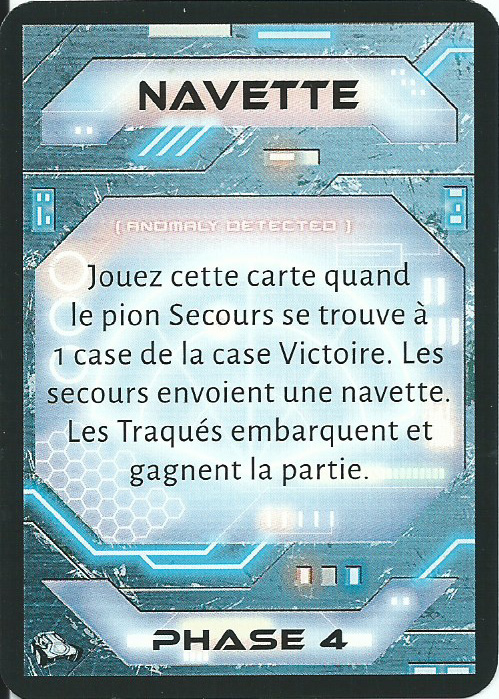 NAVETTE
[ANOMALY DETECTED]
Jouez cette carte quand
le pion Secours se trouve à
1 case de la case Victoire. Les
secours envoient une navette.
Les Traqués embarquent et
gagnent la partie.
PHASE 4